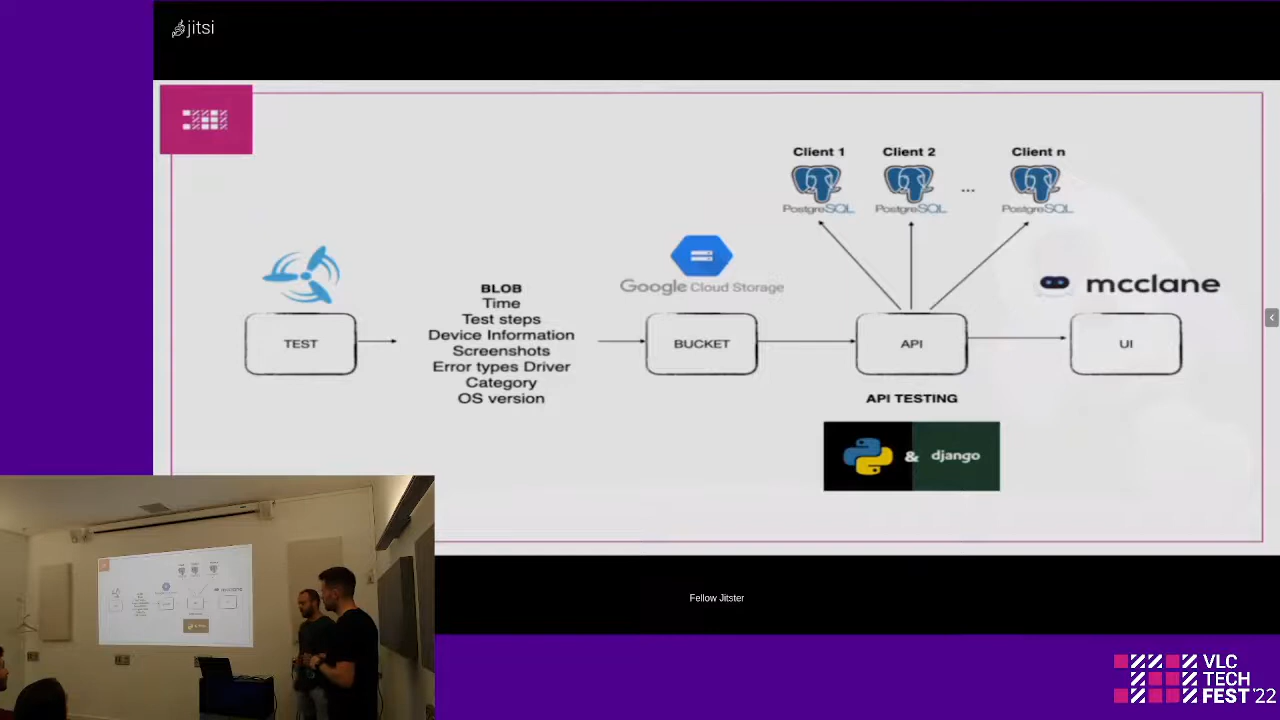 jitsi
Client 1
Client 2
Client n
PostgreSQL
PostgreSQL
...
PostgreSQL
BLOB
Time
Test steps
Device Information
Screenshots
Error types Driver
Category
OS version
Google Cloud Storage
mcclane
TEST
BUCKET
API
UI
API TESTING
& django
Fellow Jitster
VLC
TECH
FEST '22